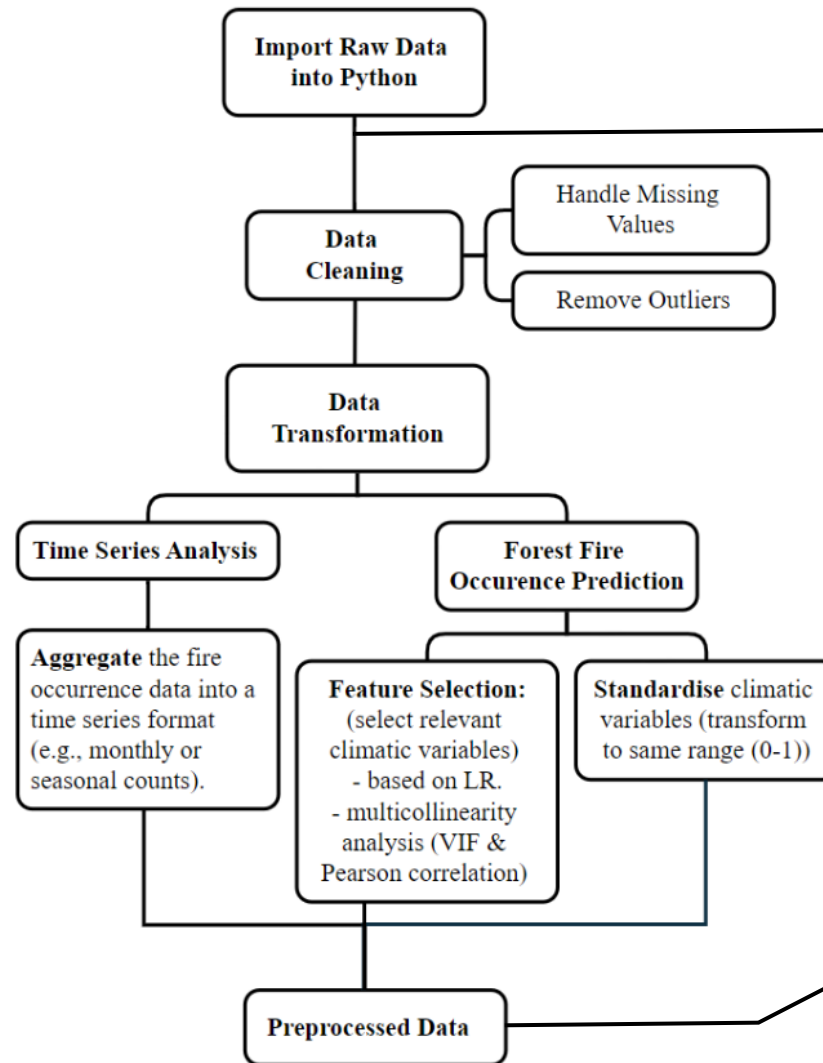 Import Raw Data
into Python
Handle Missing
Values
Data
Cleaning
Remove Outliers
Data
Transformation
Time Series Analysis
Forest Fire
Occurence Prediction
Aggregate the fire
occurrence data into a
time series format
(e.g., monthly or
seasonal counts).
Feature Selection:
(select relevant
climatic variables)
- based on LR.
- multicollinearity
analysis (VIF &
Pearson correlation)
Standardise climatic
variables (transform
to same range (0-1))
Preprocessed Data